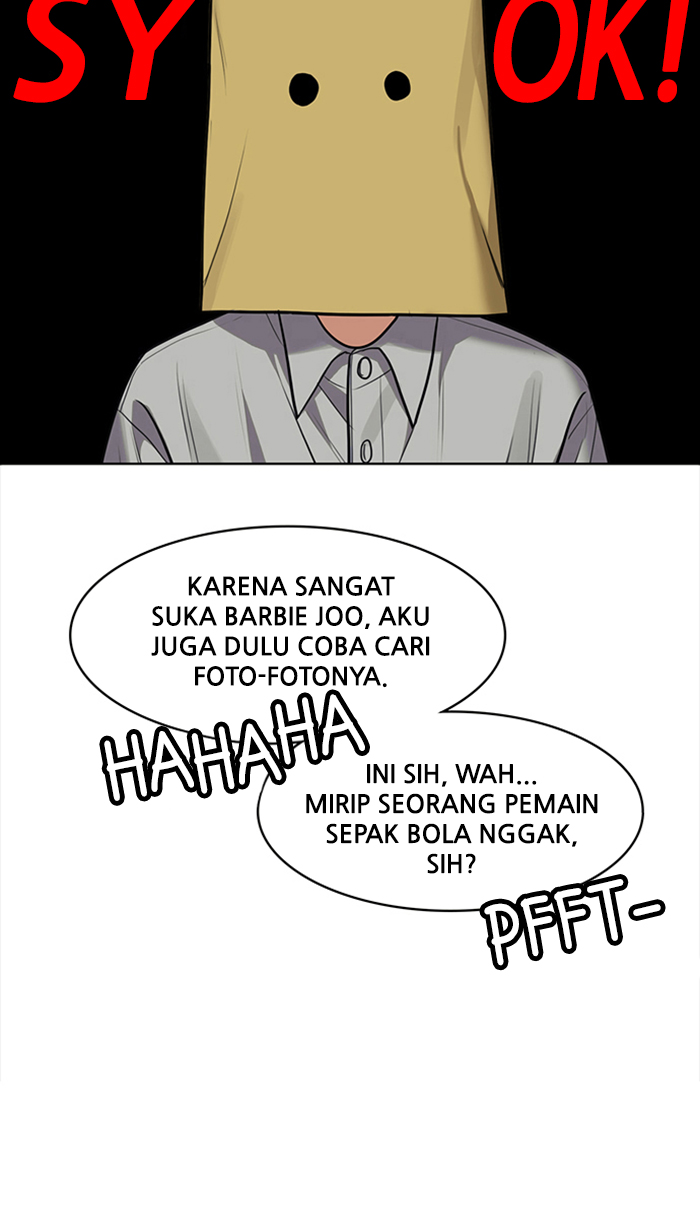 SY OK!
KARENA SANGAT
SUKA BARBIE JOO, AKU
JUGA DULU COBA CARI
FOTO-FOTONYA.
HAHAHA
INI SIH, WAH...
MIRIP SEORANG PEMAIN
SEPAK BOLA NGGAK,
SIH?
PFFT-